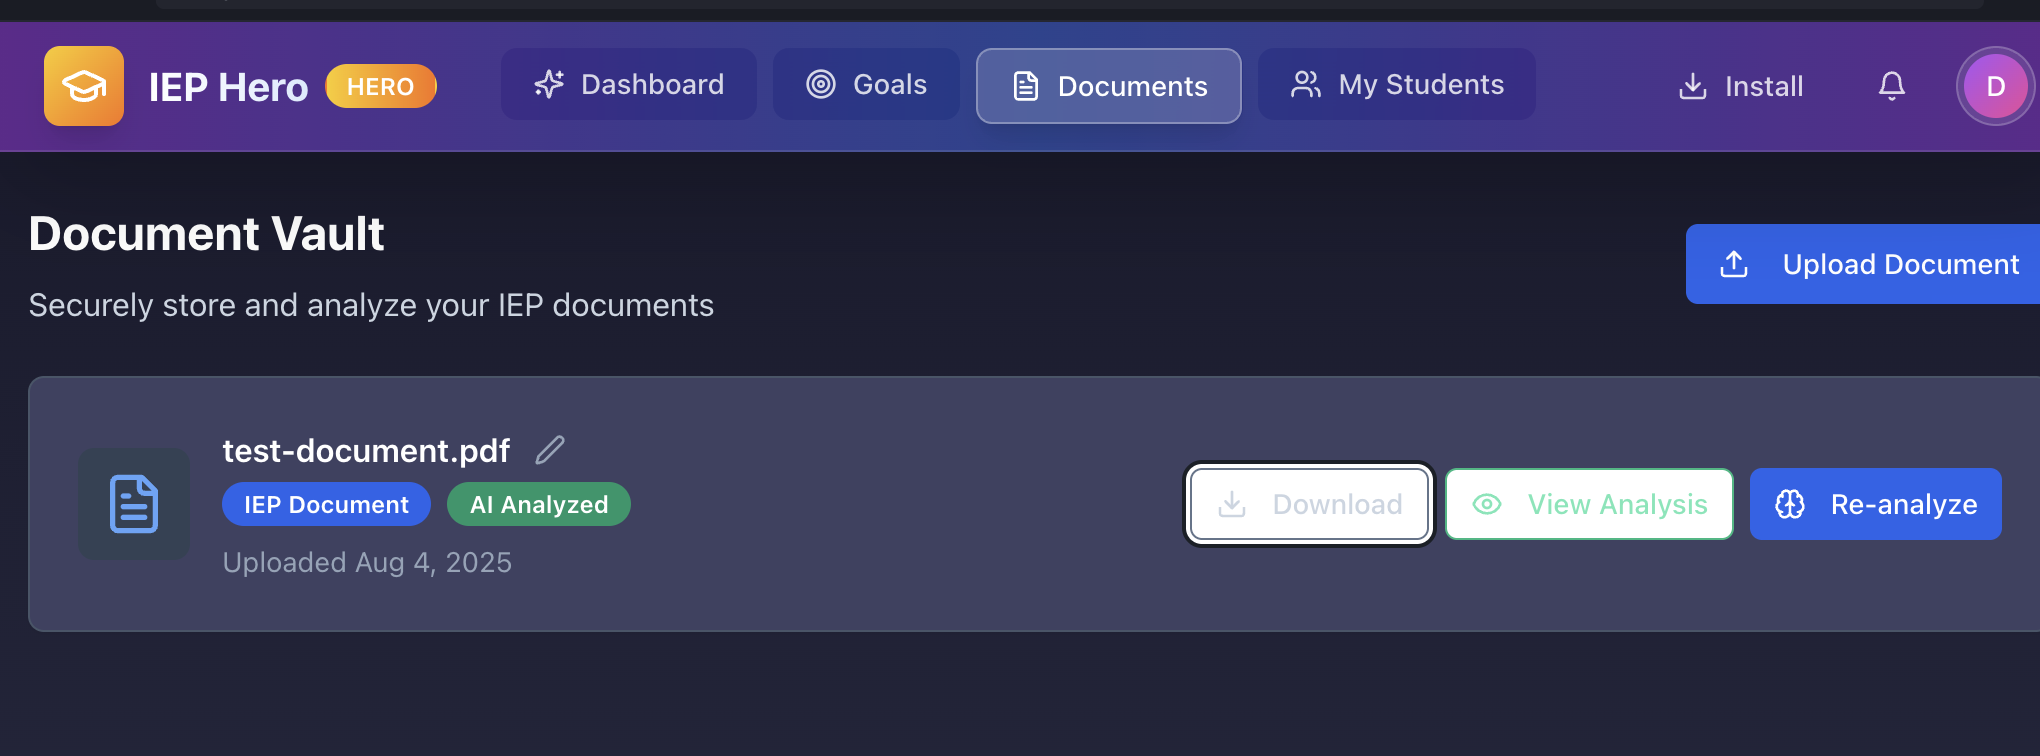 IEP Hero HERO Dashboard Goals Documents My Students Install D
Document Vault
Upload Document
Securely store and analyze your IEP documents
test-document.pdf
IEP Document AI Analyzed
Download View Analysis Re-analyze
Uploaded Aug 4, 2025